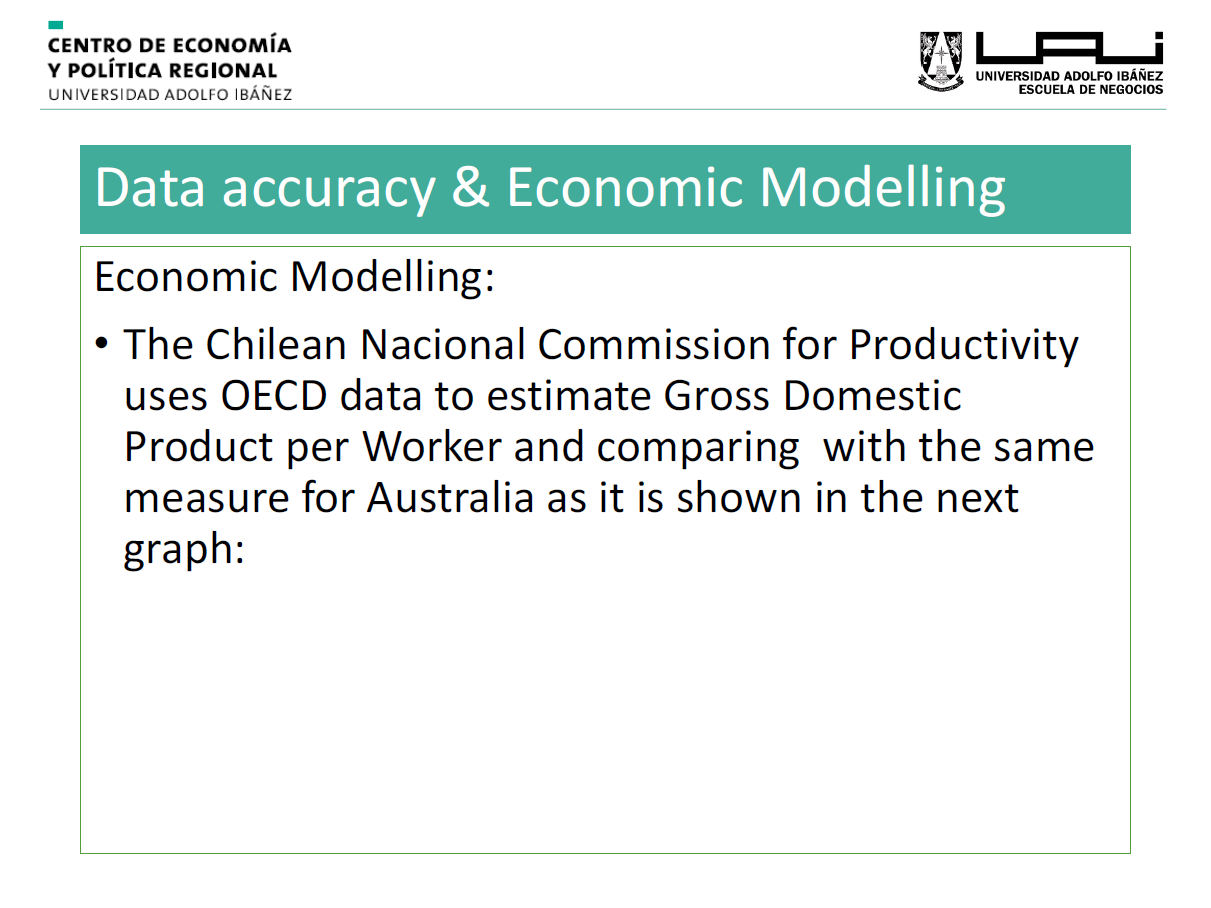 CENTRO DE ECONOMÍA
Y POLÍTICA REGIONAL
UNIVERSIDAD ADOLFO IBÁÑEZ
UAI
UNIVERSIDAD ADOLFO IBÁÑEZ
ESCUELA DE NEGOCIOS
Data accuracy & Economic Modelling
Economic Modelling:
• The Chilean Nacional Commission for Productivity
uses OECD data to estimate Gross Domestic
Product per Worker and comparing  with the same
measure for Australia as it is shown in the next
graph: